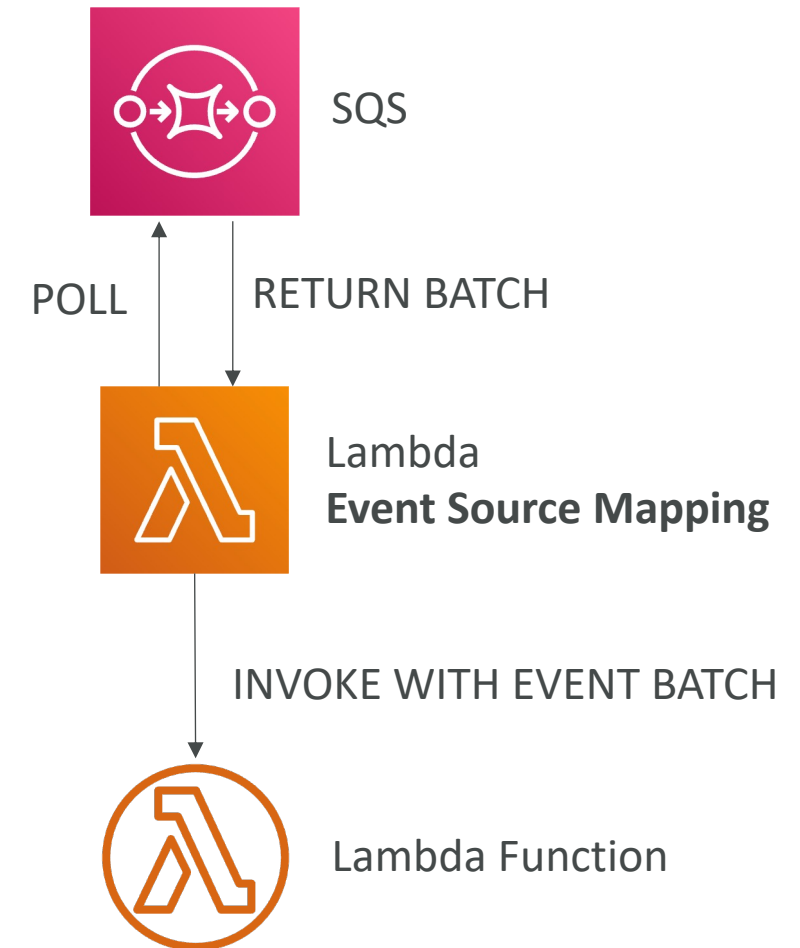 SQS
POLL
RETURN BATCH
Lambda
Event Source Mapping
INVOKE WITH EVENT BATCH
Lambda Function